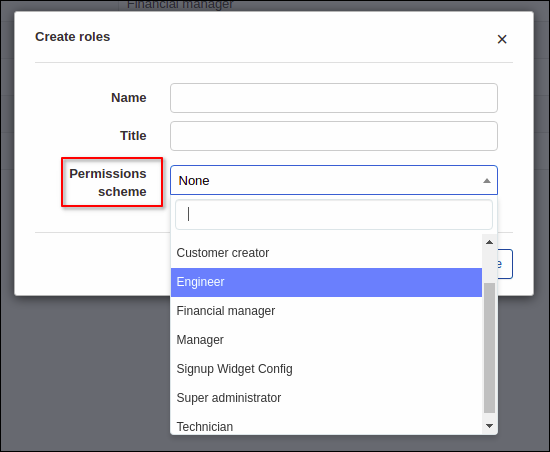 Financial manager
Create roles
×
Name
Title
Permissions
scheme
None
Customer creator
Engineer
Financial manager
Manager
Signup Widget Config
Super administrator
Technician